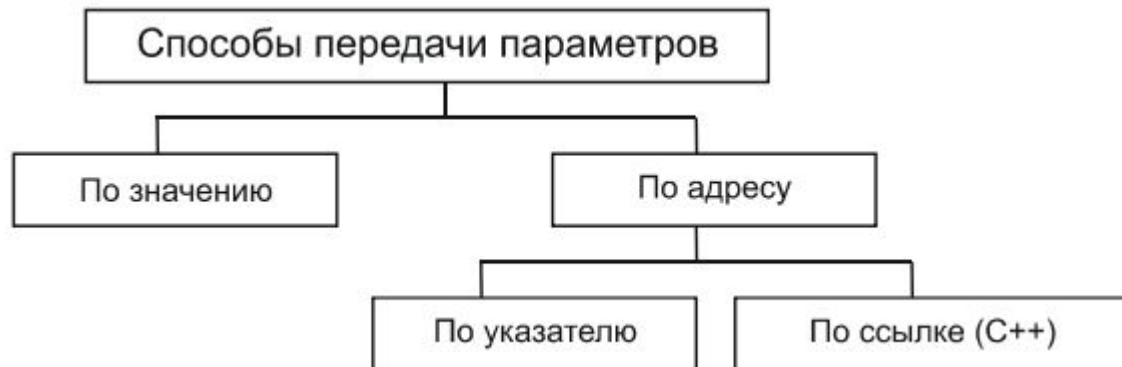 Способы передачи параметров
По значению
По адресу
По указателю
По ссылке (C++)